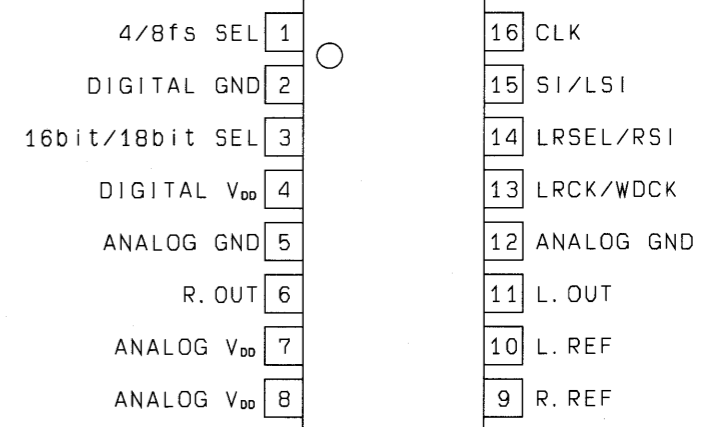 4/8fs SEL 1 16 CLK
DIGITAL GND 2 15 SI/LSI
16bit/18bit SEL 3 14 LRSEL/RSI
DIGITAL VDD 4 13 LRCK/WDCK
ANALOG GND 5 12 ANALOG GND
R. OUT 6 11 L. OUT
ANALOG VDD 7 10 L. REF
ANALOG VDD 8 9 R. REF